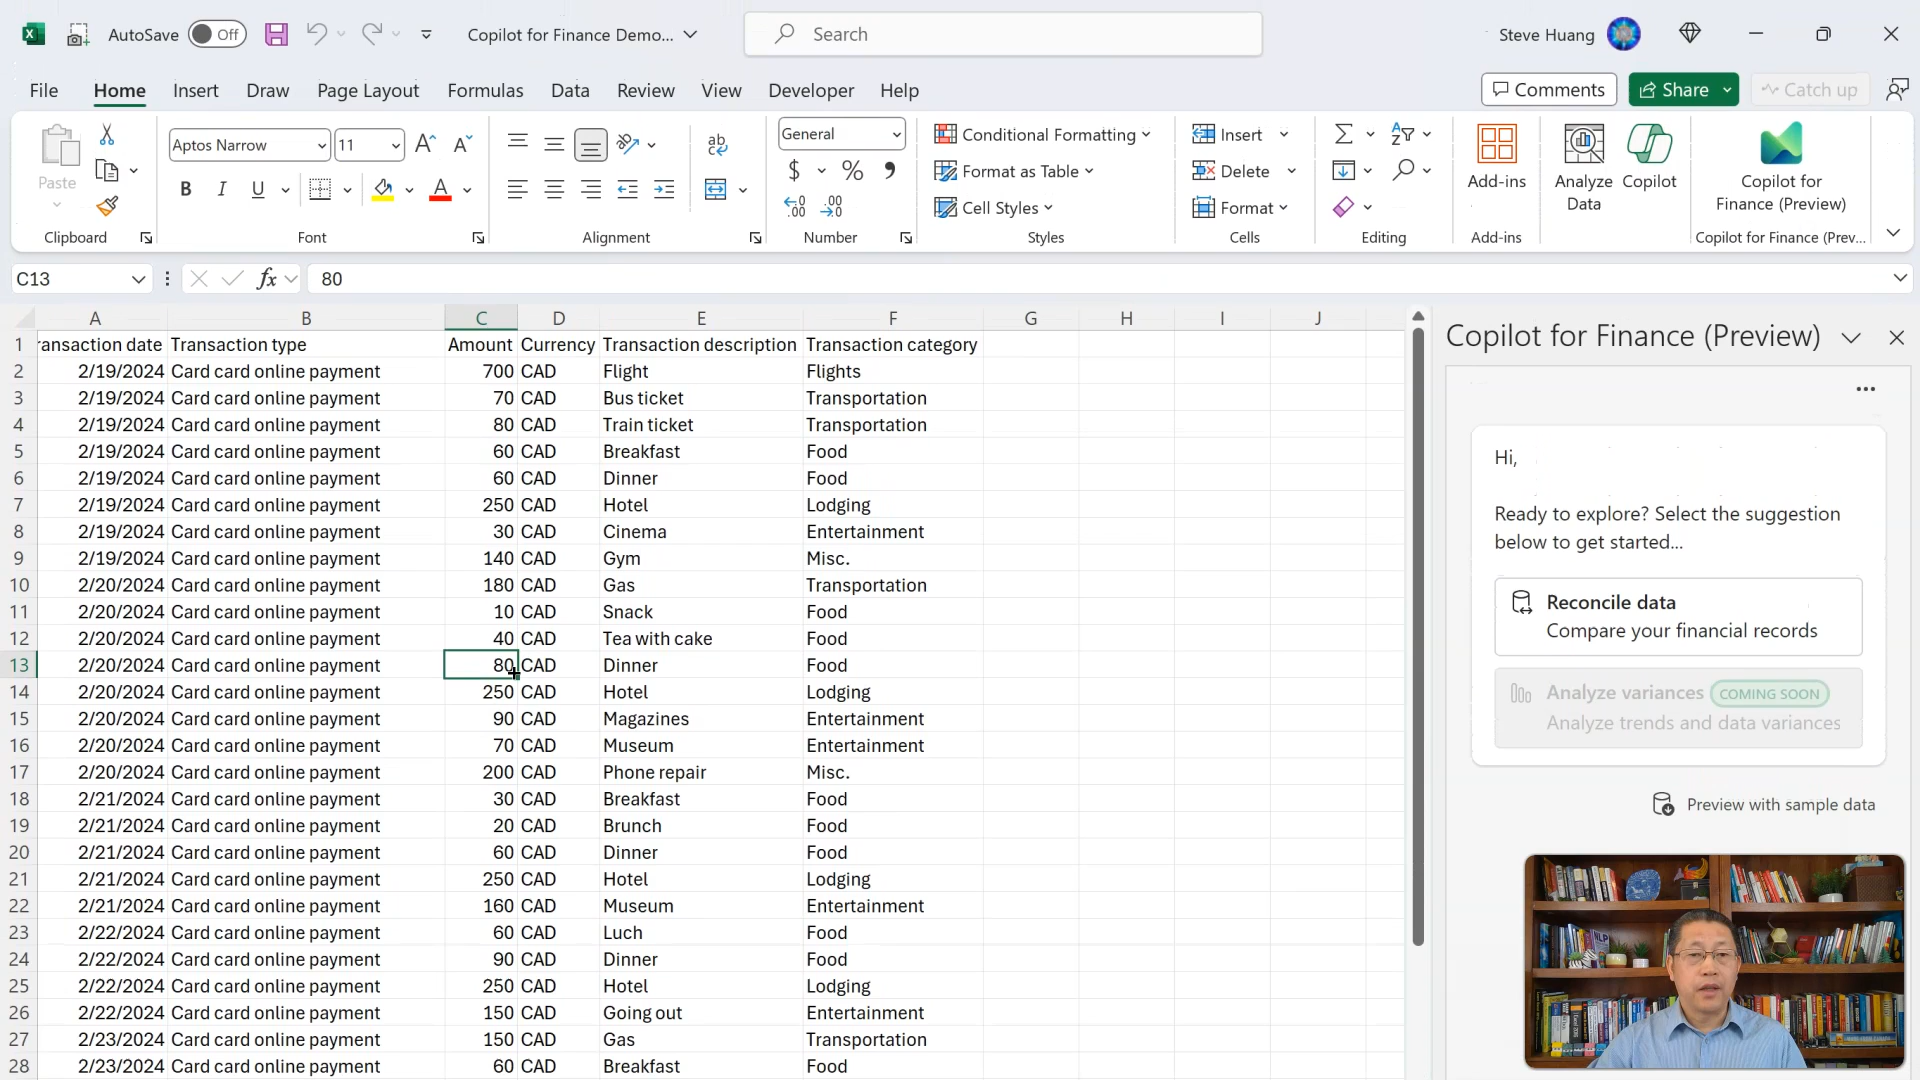 AutoSave Off
Copilot for Finance Demo...
Search
Steve Huang
File Home Insert Draw Page Layout Formulas Data Review View Developer Help
Comments Share Catch up
Paste
Clipboard
Aptos Narrow 11
B I U A
Font
ab
Alignment
General
$ % ,
Number
Conditional Formatting
Format as Table
Cell Styles
Styles
Insert
Delete
Format
Cells
Editing
Add-ins
Add-ins
Analyze Data
Copilot
Copilot for Finance (Preview)
Copilot for Finance (Prev...
C13 fx 80
A B C D E F G H I J
1 ransaction date Transaction type Amount Currency Transaction description Transaction category
2 2/19/2024 Card card online payment 700 CAD Flight Flights
3 2/19/2024 Card card online payment 70 CAD Bus ticket Transportation
4 2/19/2024 Card card online payment 80 CAD Train ticket Transportation
5 2/19/2024 Card card online payment 60 CAD Breakfast Food
6 2/19/2024 Card card online payment 60 CAD Dinner Food
7 2/19/2024 Card card online payment 250 CAD Hotel Lodging
8 2/19/2024 Card card online payment 30 CAD Cinema Entertainment
9 2/19/2024 Card card online payment 140 CAD Gym Misc.
10 2/20/2024 Card card online payment 180 CAD Gas Transportation
11 2/20/2024 Card card online payment 10 CAD Snack Food
12 2/20/2024 Card card online payment 40 CAD Tea with cake Food
13 2/20/2024 Card card online payment 80 CAD Dinner Food
14 2/20/2024 Card card online payment 250 CAD Hotel Lodging
15 2/20/2024 Card card online payment 90 CAD Magazines Entertainment
16 2/20/2024 Card card online payment 70 CAD Museum Entertainment
17 2/20/2024 Card card online payment 200 CAD Phone repair Misc.
18 2/21/2024 Card card online payment 30 CAD Breakfast Food
19 2/21/2024 Card card online payment 20 CAD Brunch Food
20 2/21/2024 Card card online payment 60 CAD Dinner Food
21 2/21/2024 Card card online payment 250 CAD Hotel Lodging
22 2/21/2024 Card card online payment 160 CAD Museum Entertainment
23 2/22/2024 Card card online payment 60 CAD Luch Food
24 2/22/2024 Card card online payment 90 CAD Dinner Food
25 2/22/2024 Card card online payment 250 CAD Hotel Lodging
26 2/22/2024 Card card online payment 150 CAD Going out Entertainment
27 2/23/2024 Card card online payment 150 CAD Gas Transportation
28 2/23/2024 Card card online payment 60 CAD Breakfast Food
Copilot for Finance (Preview)
Hi,
Ready to explore? Select the suggestion
below to get started...
Reconcile data
Compare your financial records
Analyze variances COMING SOON
Analyze trends and data variances
Preview with sample data
NLP